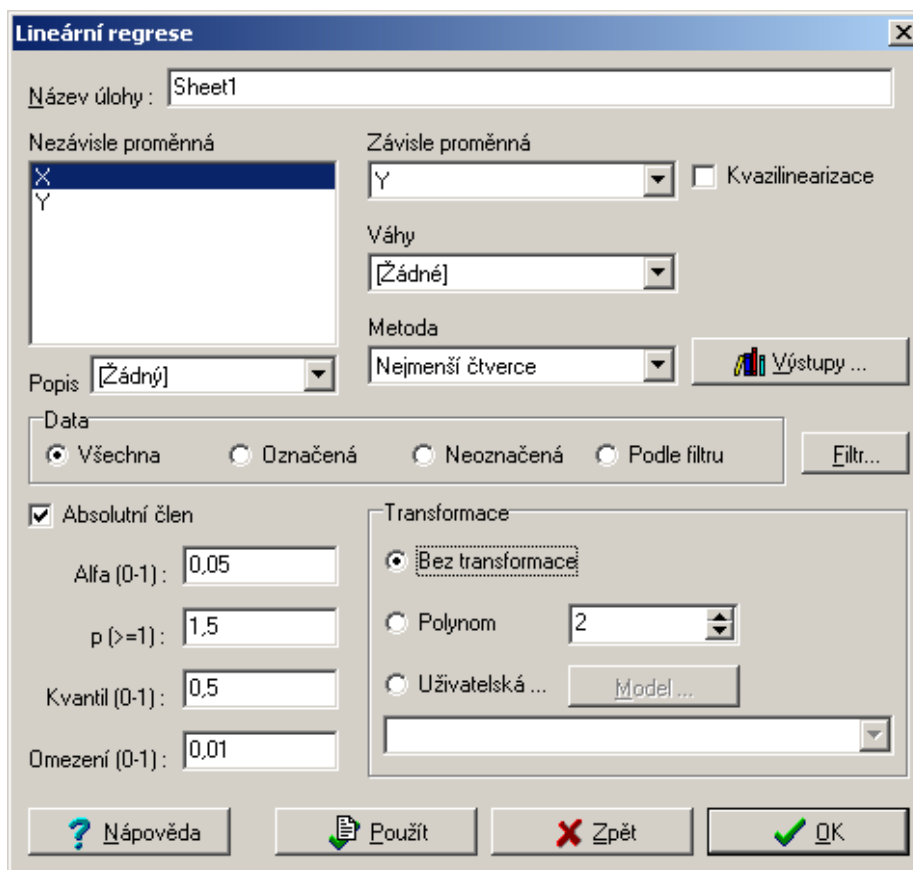 Lineární regrese
Název úlohy : Sheet1
Nezávisle proměnná
X
Y
Závisle proměnná
Y
Kvazilinearizace
Váhy
[Žádné]
Metoda
Nejmenší čtverce
Výstupy ...
Popis [Žádný]
Data
Všechna Označená Neoznačená Podle filtru
Filtr...
Absolutní člen
Alfa (0-1) : 0,05
p (>=1) : 1,5
Kvantil (0-1) : 0,5
Omezení (0-1) : 0,01
Transformace
Bez transformace
Polynom 2
Uživatelská ... Model ...
Nápověda Použít Zpět OK